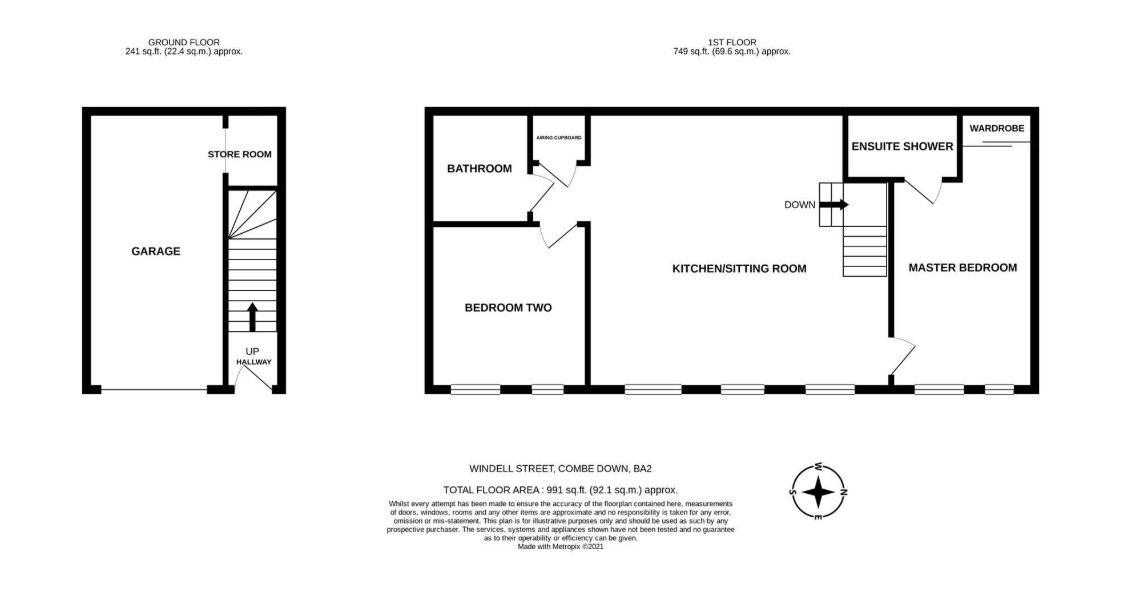 GROUND FLOOR
241 sq.ft. (22.4 sq.m.) approx.
1ST FLOOR
749 sq.ft. (69.6 sq.m.) approx.
STORE ROOM
GARAGE
UP
HALLWAY
AIRING CUPBOARD
BATHROOM
BEDROOM TWO
KITCHEN/SITTING ROOM
DOWN
ENSUITE SHOWER
WARDROBE
MASTER BEDROOM
WINDELL STREET, COMBE DOWN, BA2
TOTAL FLOOR AREA : 991 sq.ft. (92.1 sq.m.) approx.
Whilst every attempt has been made to ensure the accuracy of the floorplan contained here, measurements
of doors, windows, rooms and any other items are approximate and no responsibility is taken for any error,
omission or mis-statement. This plan is for illustrative purposes only and should be used as such by any
prospective purchaser. The services, systems and appliances shown have not been tested and no guarantee
as to their operability or efficiency can be given.
Made with Metropix ©2021
W
S
N
E